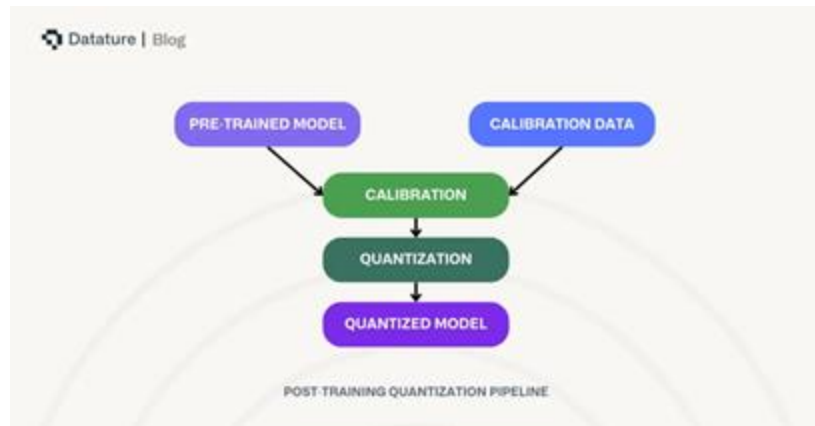 Datature | Blog
PRE-TRAINED MODEL
CALIBRATION DATA
CALIBRATION
QUANTIZATION
QUANTIZED MODEL
POST-TRAINING QUANTIZATION PIPELINE